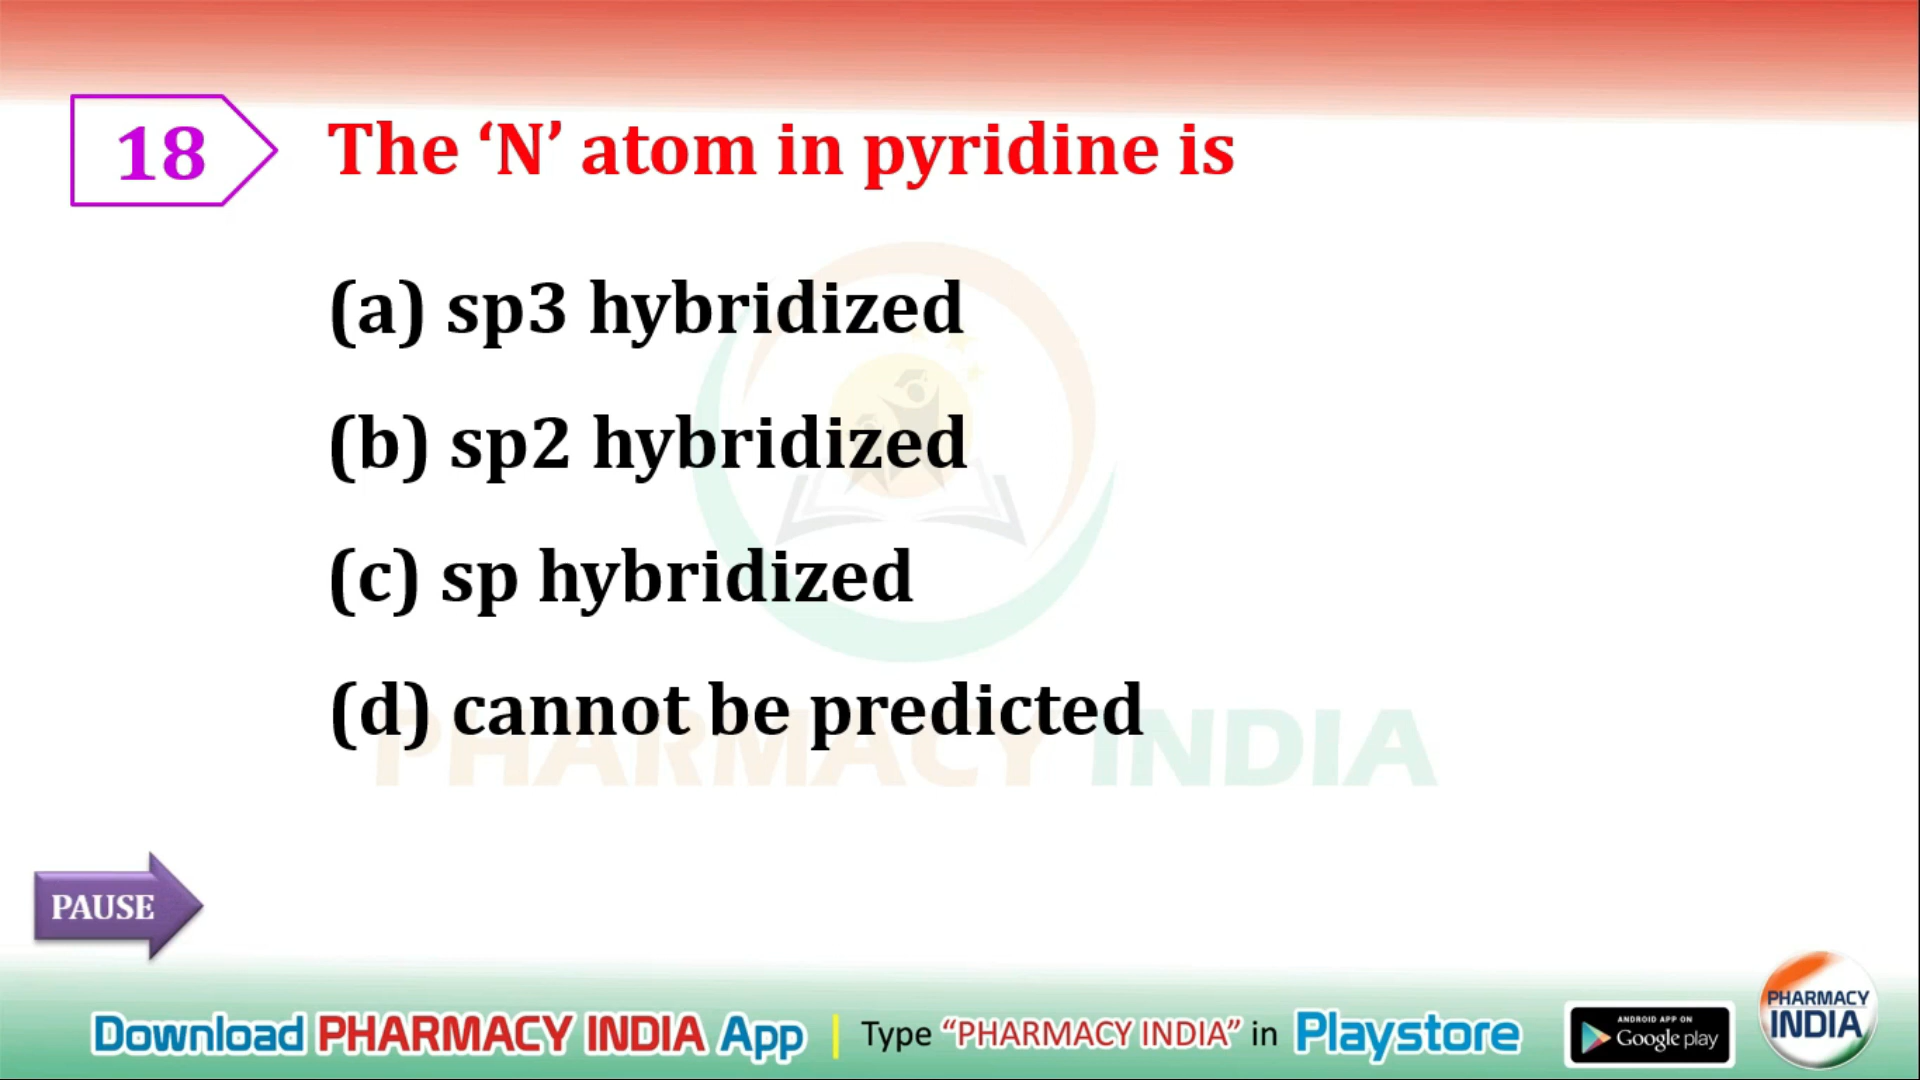 18
The ‘N’ atom in pyridine is
(a) sp3 hybridized
(b) sp2 hybridized
(c) sp hybridized
(d) cannot be predicted
PHARMACY INDIA
PAUSE
Download PHARMACY INDIA App | Type “PHARMACY INDIA” in Playstore
ANDROID APP ON
Google play
PHARMACY
INDIA